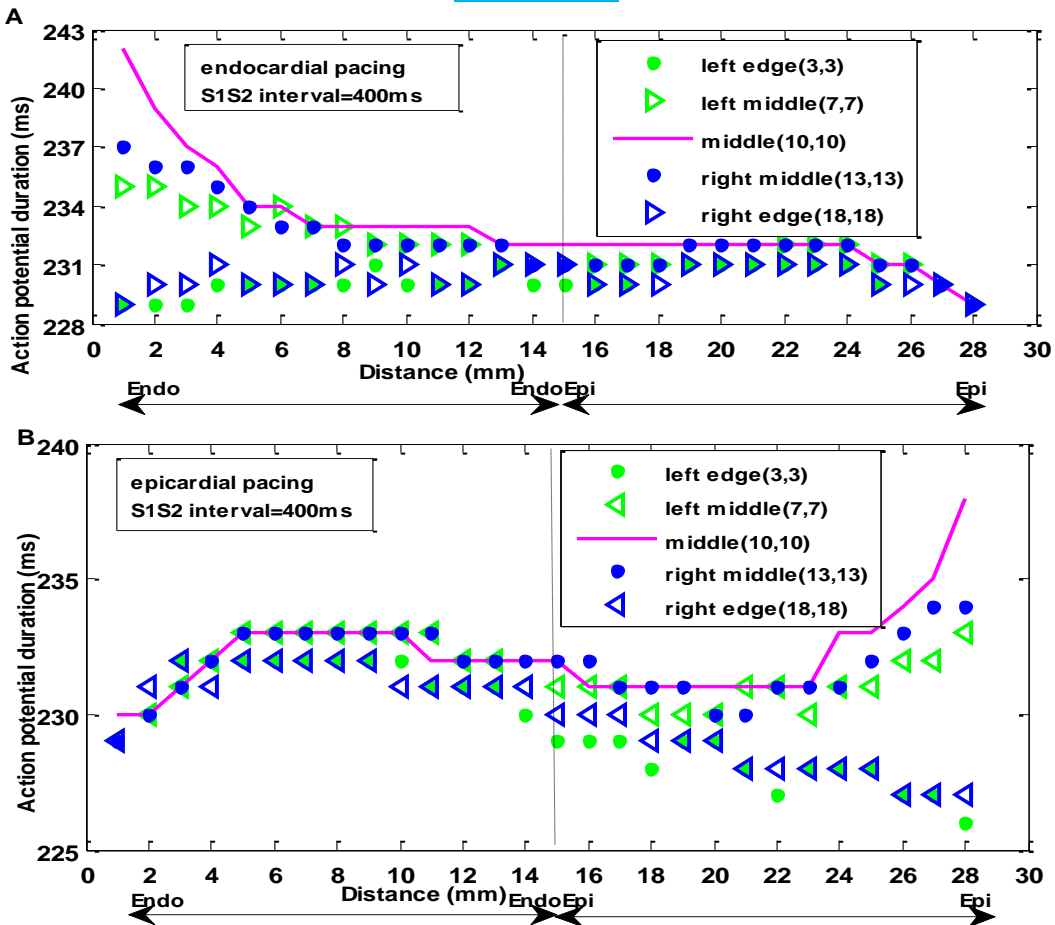 A
243
240
237
234
231
228
Action potential duration (ms)
endocardial pacing
S1S2 interval=400ms
left edge(3,3)
left middle(7,7)
middle(10,10)
right middle(13,13)
right edge(18,18)
0 2 4 6 8 10 12 14 16 18 20 22 24 26 28 30
Distance (mm)
Endo EndoEpi Epi
B
240
235
230
225
Action potential duration (ms)
epicardial pacing
S1S2 interval=400ms
left edge(3,3)
left middle(7,7)
middle(10,10)
right middle(13,13)
right edge(18,18)
0 2 4 6 8 10 12 14 16 18 20 22 24 26 28 30
Distance (mm)
Endo EndoEpi Epi